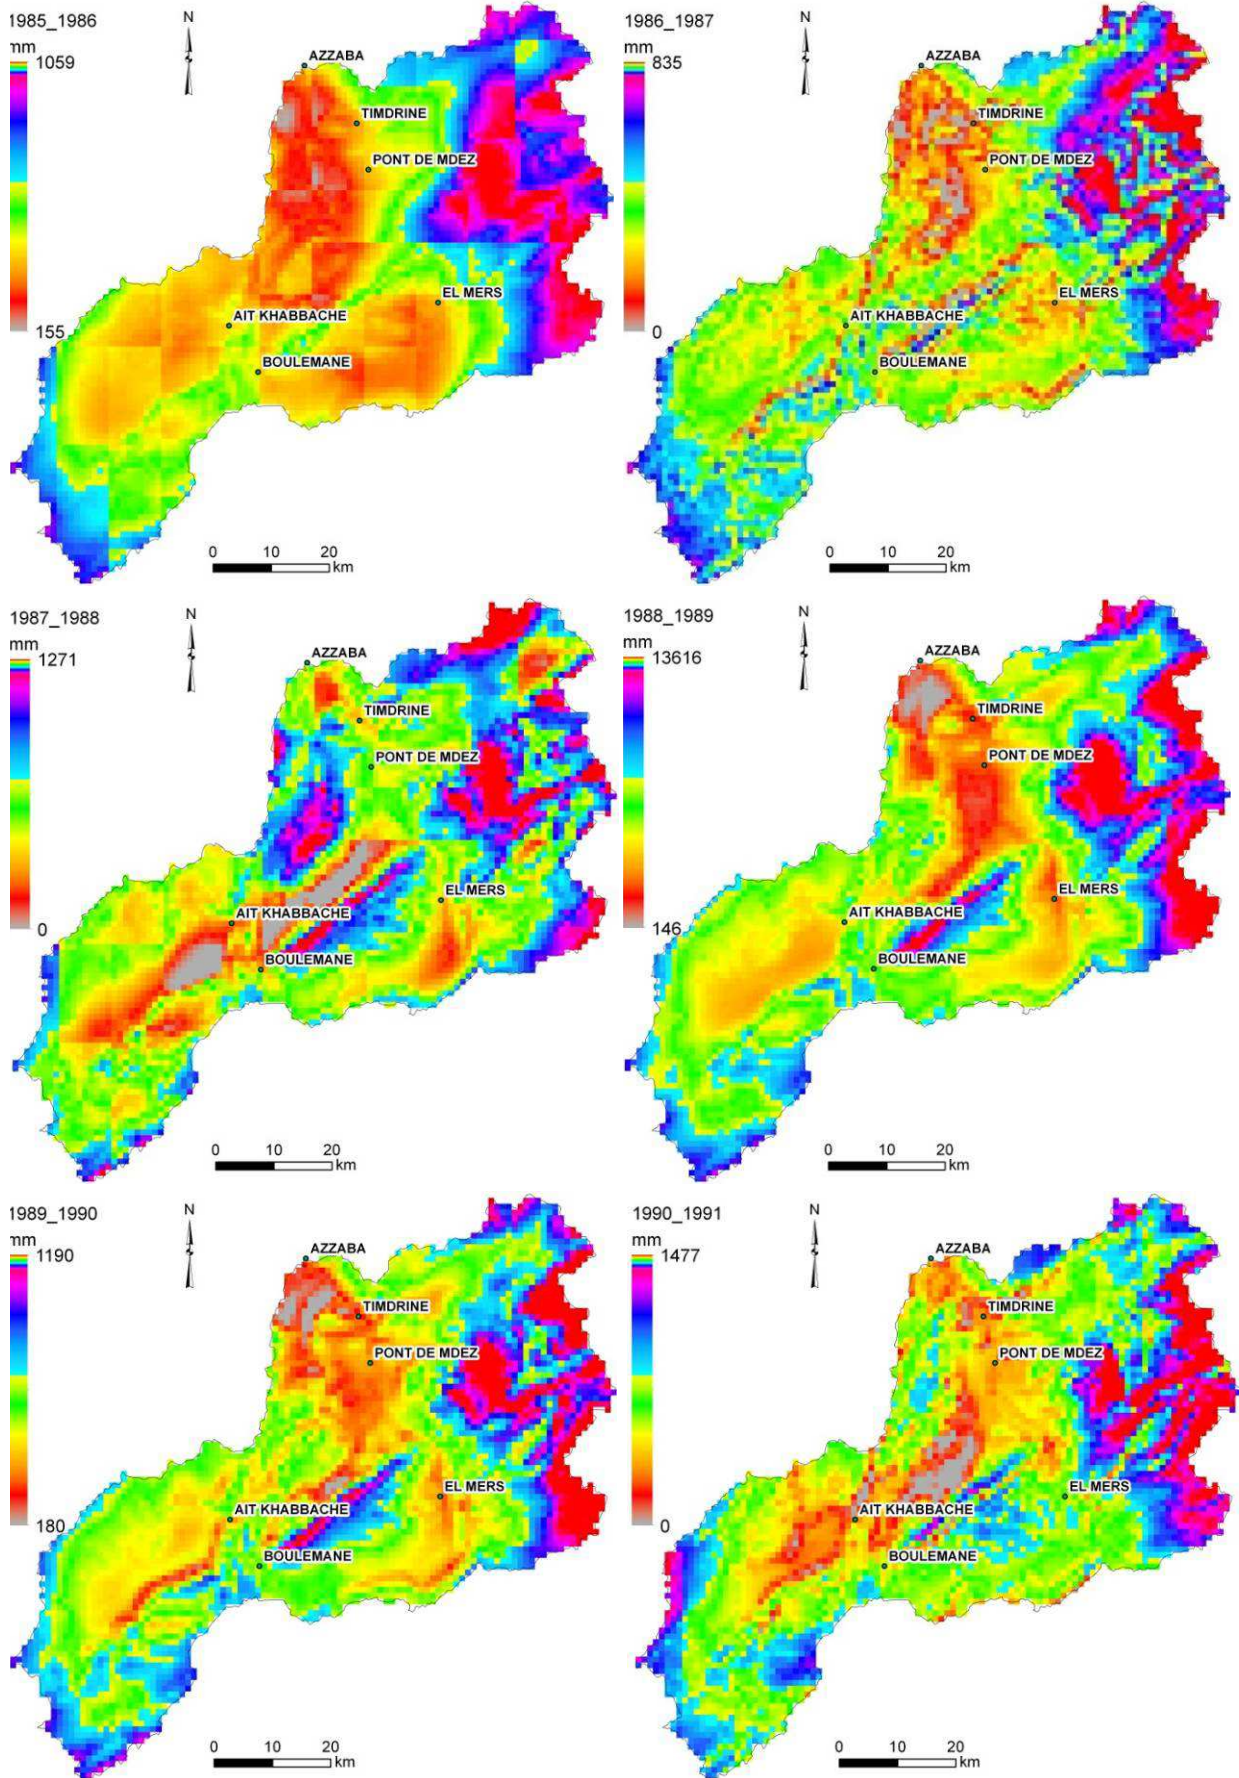 1985_1986
mm
1059
155
N
AZZABA
TIMDRINE
PONT DE MDEZ
EL MERS
AIT KHABBACHE
BOULEMANE
0 10 20
km
1986_1987
mm
835
0
N
AZZABA
TIMDRINE
PONT DE MDEZ
EL MERS
AIT KHABBACHE
BOULEMANE
0 10 20
km
1987_1988
mm
1271
0
N
AZZABA
TIMDRINE
PONT DE MDEZ
EL MERS
AIT KHABBACHE
BOULEMANE
0 10 20
km
1988_1989
mm
13616
146
N
AZZABA
TIMDRINE
PONT DE MDEZ
EL MERS
AIT KHABBACHE
BOULEMANE
0 10 20
km
1989_1990
mm
1190
180
N
AZZABA
TIMDRINE
PONT DE MDEZ
EL MERS
AIT KHABBACHE
BOULEMANE
0 10 20
km
1990_1991
mm
1477
0
N
AZZABA
TIMDRINE
PONT DE MDEZ
EL MERS
AIT KHABBACHE
BOULEMANE
0 10 20
km